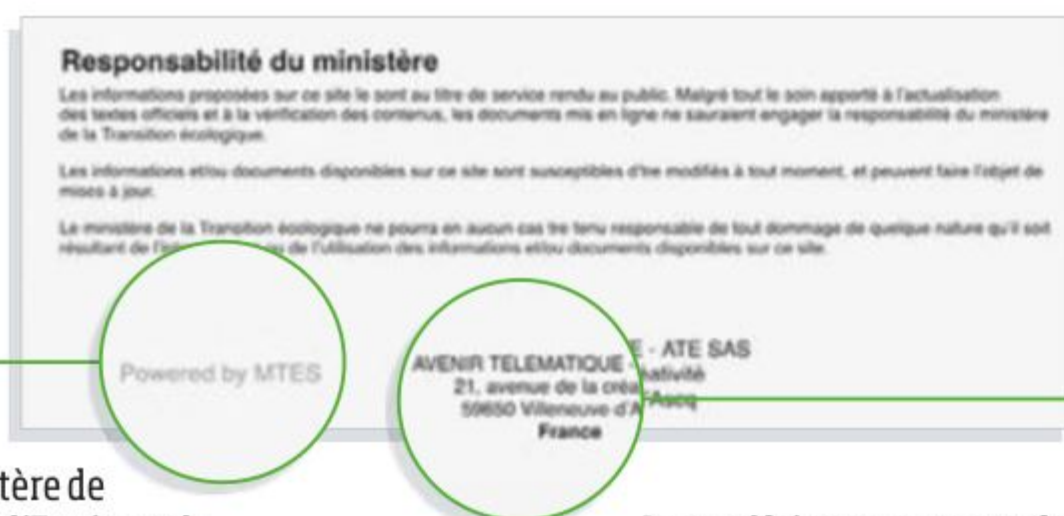 Responsabilité du ministère
Les informations proposées sur ce site le sont au titre de service rendu au public. Malgré tout le soin apporté à l'actualisation
des textes officiels et à la vérification des contenus, les documents mis en ligne ne sauraient engager la responsabilité du ministère
de la Transition écologique.
Les informations et/ou documents disponibles sur ce site sont susceptibles d'tre modifiés à tout moment, et peuvent faire l'objet de
mises à jour.
Le ministère de la Transition écologique ne pourra en aucun cas tre tenu responsable de tout dommage de quelque nature qu'il soit
résultant de ou de l'utilisation des informations et/ou documents disponibles sur ce site.
Powered by MTES
AVENIR TELEMATIQUE - ATE SAS
21, avenue de la créativité
59650 Villeneuve d'Ascq
France
tère de